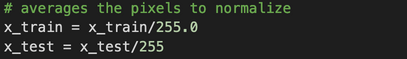 # averages the pixels to normalize
x_train = x_train/255.0
x_test = x_test/255